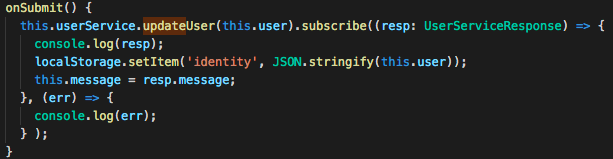 onSubmit() {
this.userService.updateUser(this.user).subscribe((resp: UserServiceResponse) => {
console.log(resp);
localStorage.setItem('identity', JSON.stringify(this.user));
this.message = resp.message;
}, (err) => {
console.log(err);
} );
}